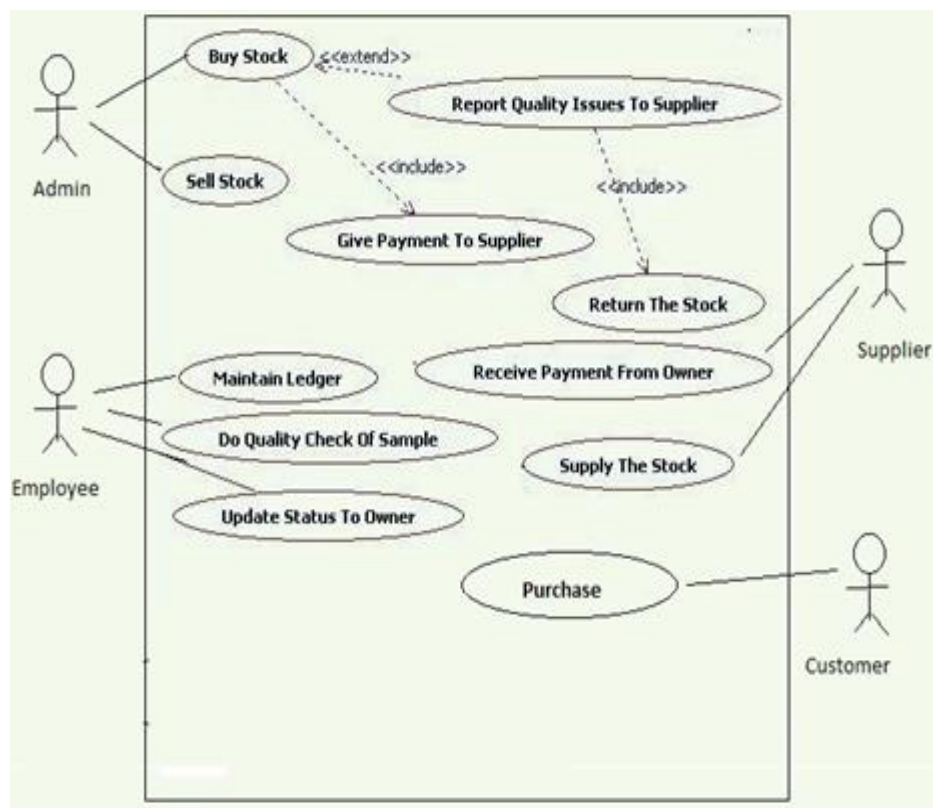 Buy Stock
<<extend>>
Report Quality Issues To Supplier
Admin
Sell Stock
<<include>>
<<include>>
Give Payment To Supplier
Return The Stock
Supplier
Receive Payment From Owner
Maintain Ledger
Do Quality Check Of Sample
Supply The Stock
Employee
Update Status To Owner
Purchase
Customer